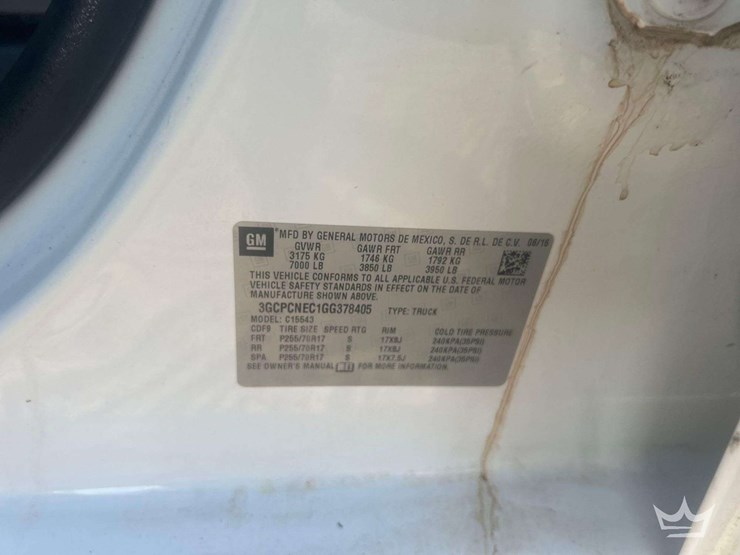 GM *MFD BY GENERAL MOTORS DE MEXICO, S. DE R.L. DE C.V. 06/16
GVWR GAWR FRT GAWR RR
3175 KG 1746 KG 1792 KG
7000 LB 3850 LB 3950 LB
THIS VEHICLE CONFORMS TO ALL APPLICABLE U.S. FEDERAL MOTOR
VEHICLE SAFETY STANDARDS IN EFFECT ON THE DATE OF
MANUFACTURE SHOWN ABOVE.
3GCPCNEC1GG378405 TYPE: TRUCK
MODEL: C15543
TIRE SIZE SPEED RTG RIM COLD TIRE PRESSURE
FRT P255/70R17 S 17X8J 240KPA(35PSI)
RR P255/70R17 S 17X8J 240KPA(35PSI)
SPA P255/70R17 S 17X7.5J 240KPA(35PSI)
SEE OWNER'S MANUAL FOR MORE INFORMATION